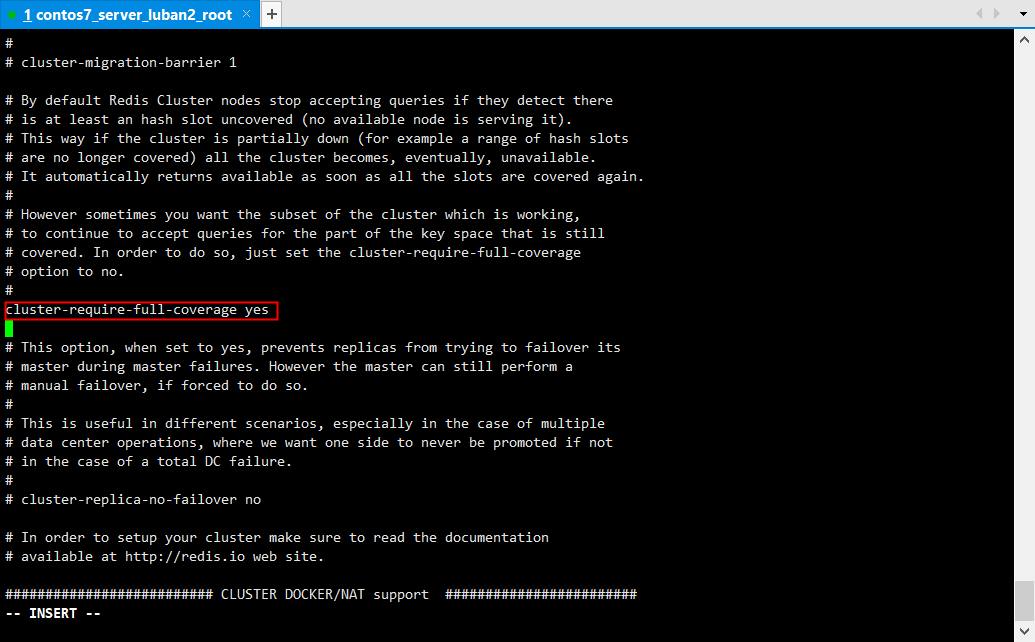 1 contos7_server_luban2_root × +
#
# cluster-migration-barrier 1
# By default Redis Cluster nodes stop accepting queries if they detect there
# is at least an hash slot uncovered (no available node is serving it).
# This way if the cluster is partially down (for example a range of hash slots
# are no longer covered) all the cluster becomes, eventually, unavailable.
# It automatically returns available as soon as all the slots are covered again.
#
# However sometimes you want the subset of the cluster which is working,
# to continue to accept queries for the part of the key space that is still
# covered. In order to do so, just set the cluster-require-full-coverage
# option to no.
#
cluster-require-full-coverage yes
# This option, when set to yes, prevents replicas from trying to failover its
# master during master failures. However the master can still perform a
# manual failover, if forced to do so.
#
# This is useful in different scenarios, especially in the case of multiple
# data center operations, where we want one side to never be promoted if not
# in the case of a total DC failure.
#
# cluster-replica-no-failover no
# In order to setup your cluster make sure to read the documentation
# available at http://redis.io web site.
########################## CLUSTER DOCKER/NAT support  ########################
-- INSERT --